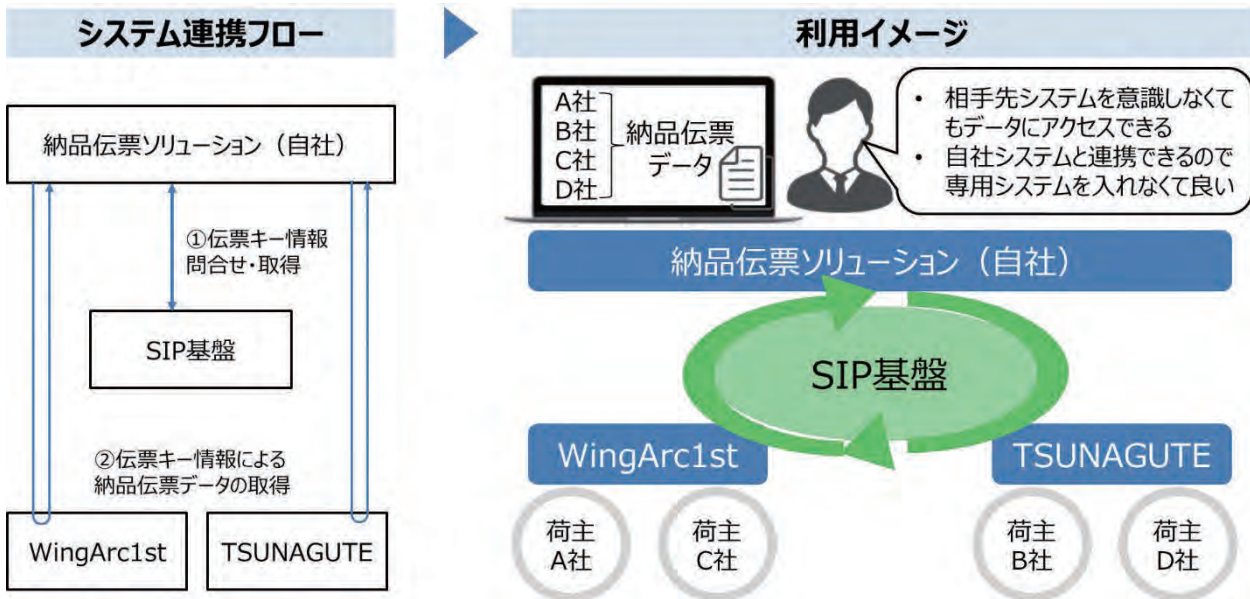 システム連携フロー
納品伝票ソリューション（自社）
①伝票キー情報
問合せ・取得
SIP基盤
②伝票キー情報による
納品伝票データの取得
WingArc1st
TSUNAGUTE
利用イメージ
A社
B社
C社
D社
納品伝票
データ
• 相手先システムを意識しなくて
もデータにアクセスできる
• 自社システムと連携できるので
専用システムを入れなくて良い
納品伝票ソリューション（自社）
SIP基盤
WingArc1st
TSUNAGUTE
荷主
A社
荷主
C社
荷主
B社
荷主
D社